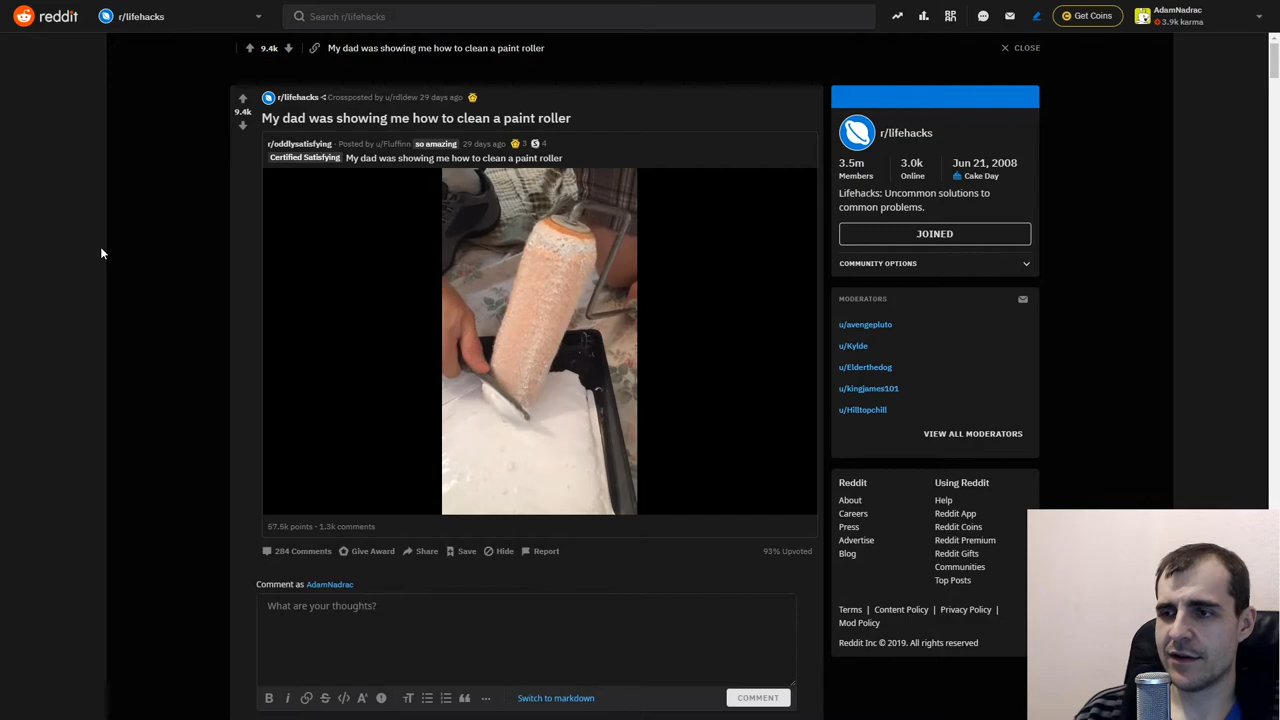 reddit
r/lifehacks
Search r/lifehacks
Get Coins
AdamNadrac
3.9k karma
9.4k
My dad was showing me how to clean a paint roller
CLOSE
r/lifehacks
Crossposted by u/rdldew 29 days ago
9.4k
My dad was showing me how to clean a paint roller
r/oddlysatisfying · Posted by u/Fluffinn so amazing 29 days ago 3 4
Certified Satisfying My dad was showing me how to clean a paint roller
57.5k points · 1.3k comments
284 Comments Give Award Share Save Hide Report 93% Upvoted
Comment as AdamNadrac
What are your thoughts?
Switch to markdown
COMMENT
r/lifehacks
3.5m 3.0k Jun 21, 2008
Members Online Cake Day
Lifehacks: Uncommon solutions to
common problems.
JOINED
COMMUNITY OPTIONS
MODERATORS
u/avengepluto
u/Kylde
u/Elderthedog
u/kingjames101
u/Hilltopchill
VIEW ALL MODERATORS
Reddit Using Reddit
About Help
Careers Reddit App
Press Reddit Coins
Advertise Reddit Premium
Blog Reddit Gifts
Communities
Top Posts
Terms | Content Policy | Privacy Policy |
Mod Policy
Reddit Inc © 2019. All rights reserved